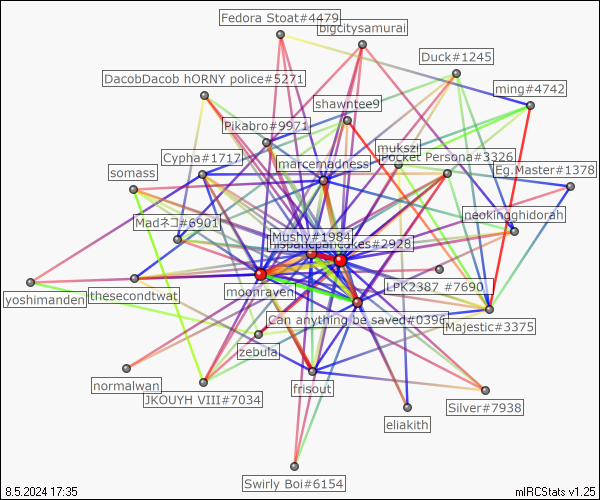 Fedora Stoat#4479
bigcitysamurai
Duck#1245
DacobDacob hORNY police#5271
ming#4742
shawntee9
Pikabro#9971
mukszi
Cypha#1717
marcemadness
Pocket Persona#3326
Eg.Master#1378
somass
neokingghidorah
Madネコ#6901
Mushy#1984
cakes#2928
moonraven
LPK2387 #7690
yoshimanden
thesecondtwat
Can anything be saved#0396
Majestic#3375
zebula
normalwan
frisout
JKOUYH VIII#7034
Silver#7938
eliakith
Swirly Boi#6154
8.5.2024 17:35
mIRCStats v1.25